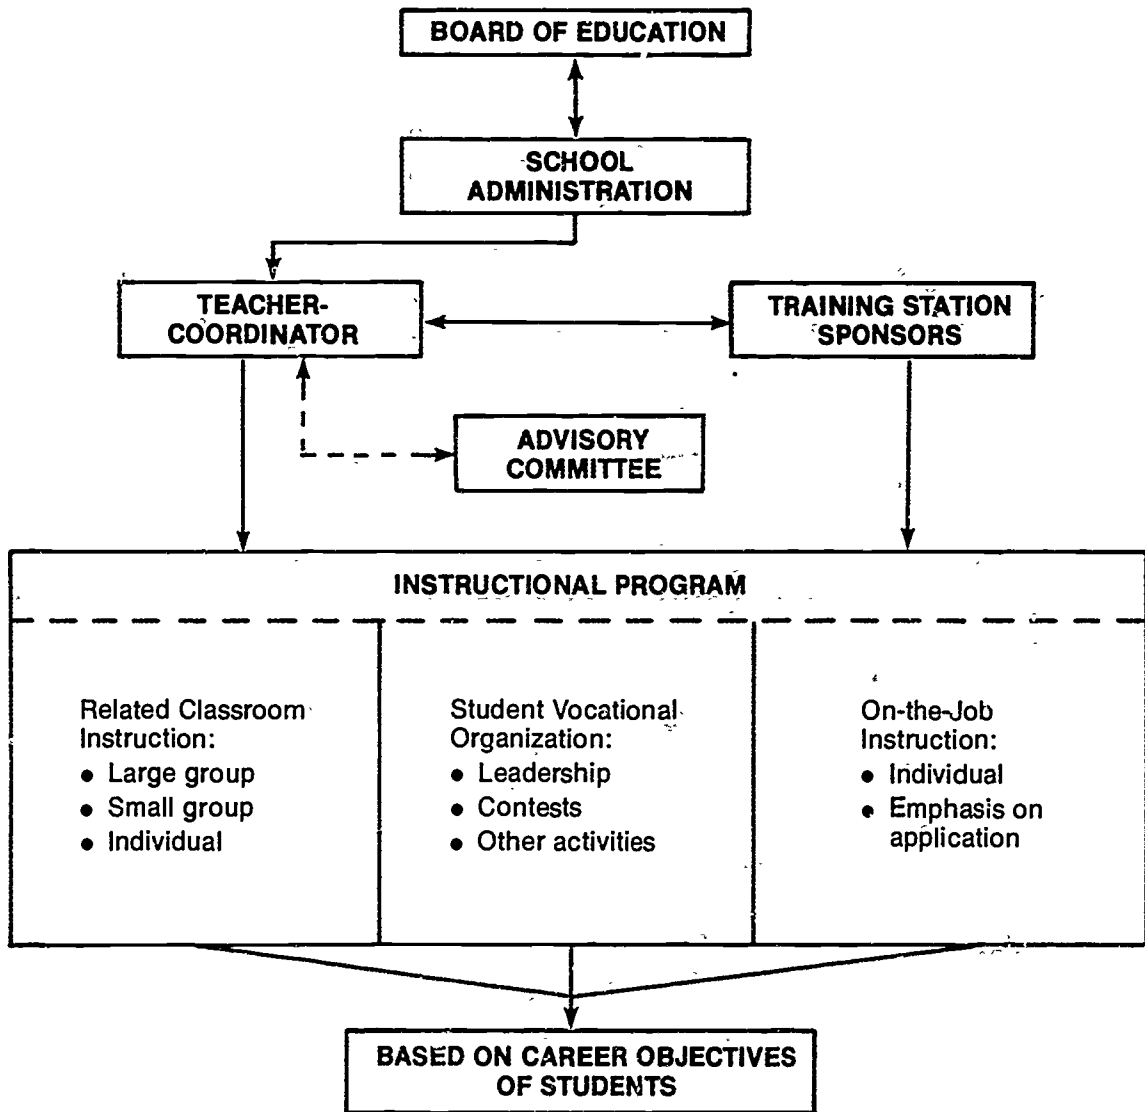 BOARD OF EDUCATION
SCHOOL
ADMINISTRATION
TEACHER-
COORDINATOR
TRAINING STATION
SPONSORS
ADVISORY
COMMITTEE
INSTRUCTIONAL PROGRAM
Related Classroom
Instruction:
● Large group
● Small group
● Individual
Student Vocational
Organization:
● Leadership
● Contests
● Other activities
On-the-Job
Instruction:
● Individual
● Emphasis on
application
BASED ON CAREER OBJECTIVES
OF STUDENTS